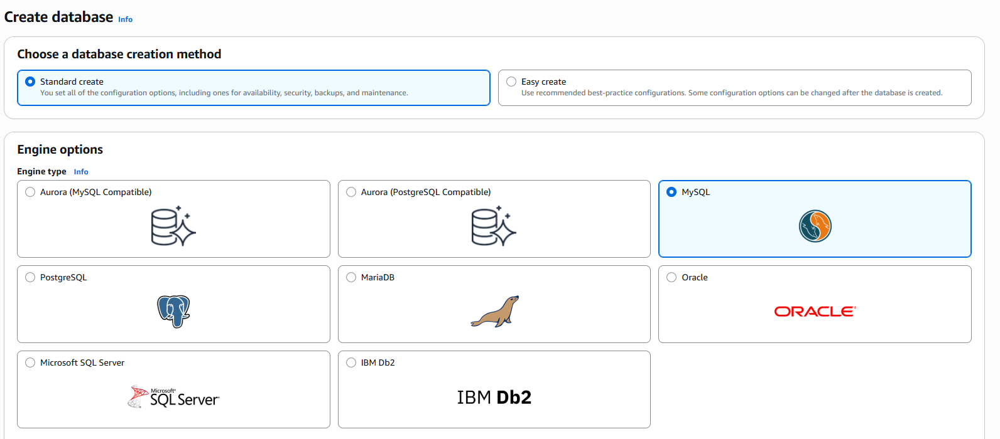 Create database Info
Choose a database creation method
Standard create
You set all of the configuration options, including ones for availability, security, backups, and maintenance.
Easy create
Use recommended best-practice configurations. Some configuration options can be changed after the database is created.
Engine options
Engine type Info
Aurora (MySQL Compatible)
Aurora (PostgreSQL Compatible)
MySQL
PostgreSQL
MariaDB
Oracle
ORACLE®
Microsoft SQL Server
Microsoft®
SQL Server®
IBM Db2
IBM Db2